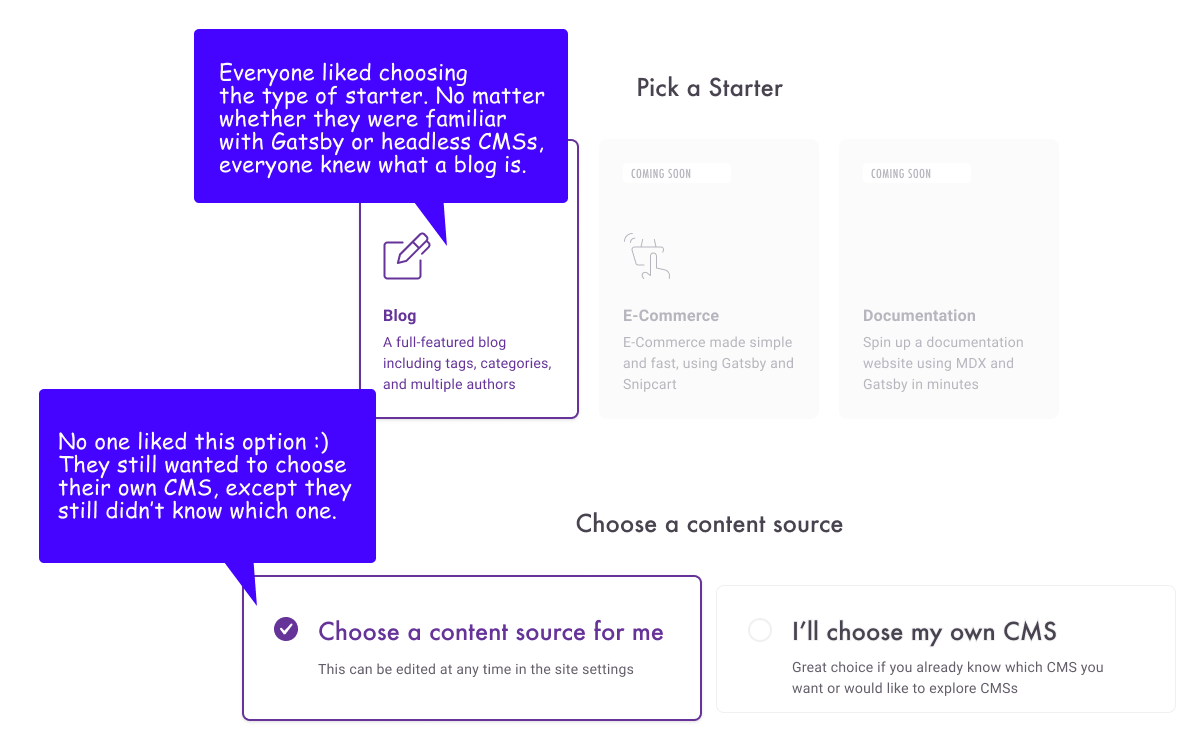 Everyone liked choosing
the type of starter. No matter
whether they were familiar
with Gatsby or headless CMSs,
everyone knew what a blog is.
Pick a Starter
Blog
A full-featured blog
including tags, categories,
and multiple authors
COMING SOON
E-Commerce
E-Commerce made simple
and fast, using Gatsby and
Snipcart
COMING SOON
Documentation
Spin up a documentation
website using MDX and
Gatsby in minutes
No one liked this option :)
They still wanted to choose
their own CMS, except they
still didn't know which one.
Choose a content source
Choose a content source for me
This can be edited at any time in the site settings
I'll choose my own CMS
Great choice if you already know which CMS you
want or would like to explore CMSs